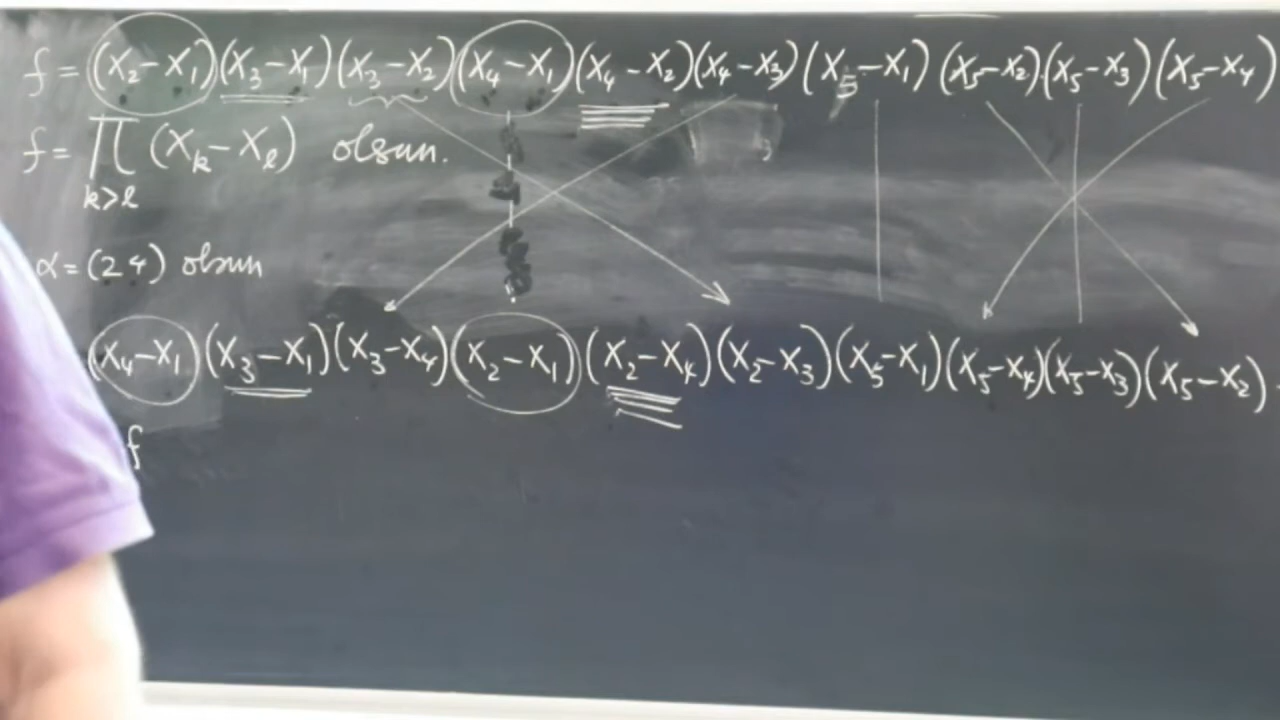 f = (X₂ − X₁)(X₃ − X₁)(X₃ − X₂)(X₄ − X₁)(X₄ − X₂)(X₄ − X₃)(X₅ − X₁)(X₅ − X₂)·(X₅ − X₃)(X₅ − X₄)
f = ∏ (X_k − X_ℓ) olsun.
k>ℓ
α = (2 4) olsun
(X₄ − X₁)(X₃ − X₁)(X₃ − X₄)(X₂ − X₁)(X₂ − X₄)(X₂ − X₃)(X₅ − X₁)(X₅ − X₄)(X₅ − X₃)(X₅ − X₂)
f